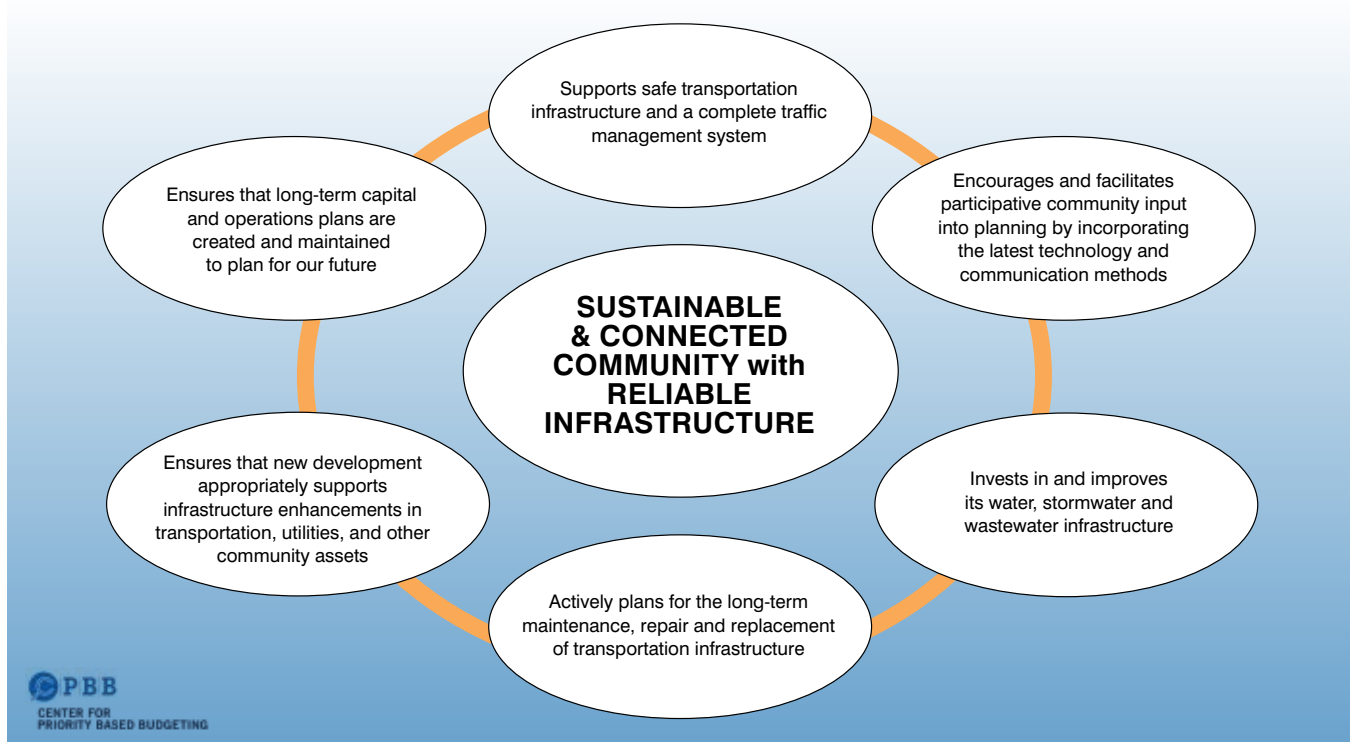 Supports safe transportation
infrastructure and a complete traffic
management system
Encourages and facilitates
participative community input
into planning by incorporating
the latest technology and
communication methods
Ensures that long-term capital
and operations plans are
created and maintained
to plan for our future
SUSTAINABLE
& CONNECTED
COMMUNITY with
RELIABLE
INFRASTRUCTURE
Ensures that new development
appropriately supports
infrastructure enhancements in
transportation, utilities, and other
community assets
Invests in and improves
its water, stormwater and
wastewater infrastructure
Actively plans for the long-term
maintenance, repair and replacement
of transportation infrastructure
PBB
CENTER FOR
PRIORITY BASED BUDGETING